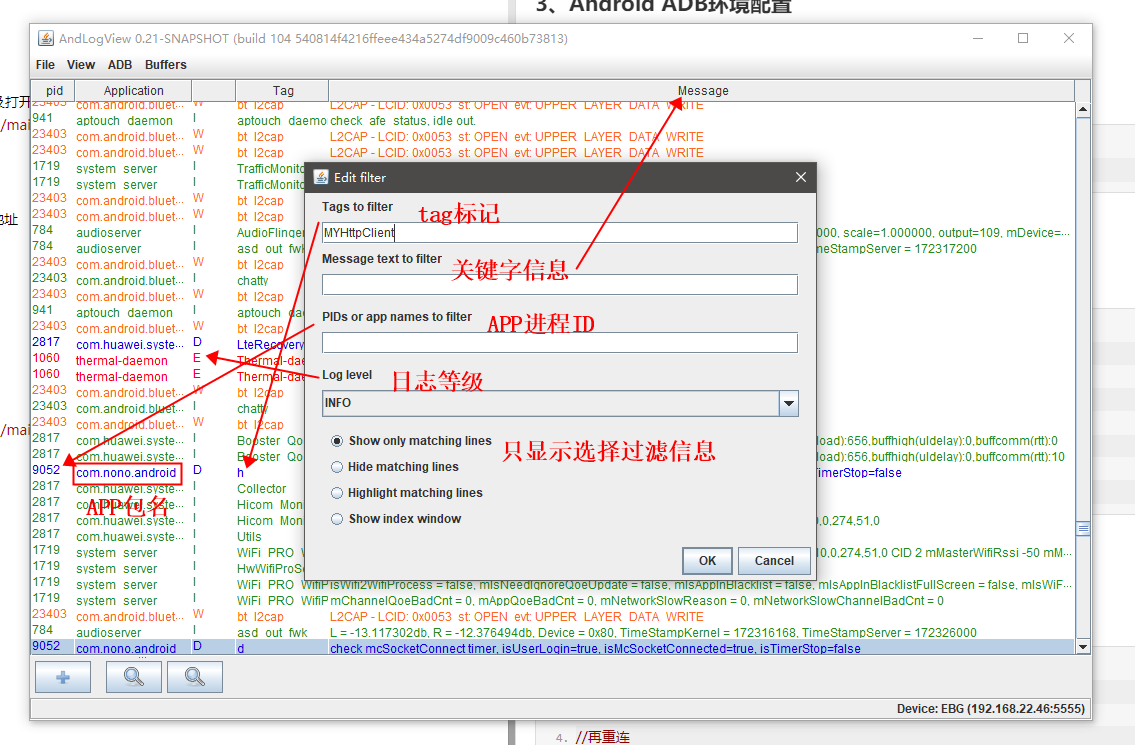 3、Android ADB环境配置
AndLogView 0.21-SNAPSHOT (build 104 540814f4216ffeee434a5274df9009c460b73813)
File View ADB Buffers
pid Application Tag Message
23403 com.android.bluet··· W bt_l2cap L2CAP - LCID: 0x0053 st: OPEN evt: UPPER_LAYER_DATA_WRITE
941 aptouch_daemon I aptouch_daemo check_afe_status, idle out.
23403 com.android.bluet··· W bt_l2cap L2CAP - LCID: 0x0053 st: OPEN evt: UPPER_LAYER_DATA_WRITE
23403 com.android.bluet··· W bt_l2cap L2CAP - LCID: 0x0053 st: OPEN evt: UPPER_LAYER_DATA_WRITE
1719 system_server I TrafficMonito
1719 system_server I TrafficMonito
23403 com.android.bluet··· W bt_l2cap
23403 com.android.bluet··· W bt_l2cap
784 audioserver I AudioFlinger 000, scale=1.000000, output=109, mDevice=···
784 audioserver I asd_out_fwk meStampServer = 172317200
23403 com.android.bluet··· W bt_l2cap
23403 com.android.bluet··· I chatty
23403 com.android.bluet··· W bt_l2cap
941 aptouch_daemon I aptouch_dae
23403 com.android.bluet··· W bt_l2cap
2817 com.huawei.syste··· D LteRecovery
1060 thermal-daemon E Thermal-dae
1060 thermal-daemon E Thermal-dae
23403 com.android.bluet··· W bt_l2cap
23403 com.android.bluet··· I chatty
23403 com.android.bluet··· W bt_l2cap
2817 com.huawei.syste··· I Booster_Qo load):656,buffhigh(uldelay):0,buffcomm(rtt):0
2817 com.huawei.syste··· I Booster_Qo load):656,buffhigh(uldelay):0,buffcomm(rtt):10
9052 com.nono.android D h TimerStop=false
2817 com.huawei.syste··· I Collector
2817 com.huawei.syste··· I Hicom_Mon
2817 com.huawei.syste··· I Hicom_Mon 0,0,274,51,0
2817 com.huawei.syste··· I Utils
1719 system_server I WiFi_PRO_W 10,0,274,51,0 CID 2 mMasterWifiRssi -50 mM···
1719 system_server I HwWifiProSe
1719 system_server I WiFi_PRO_WifiP isWifi2WifiProcess = false, mIsNeedIgnoreQoeUpdate = false, mIsAppInBlacklist = false, mIsAppInBlacklistFullScreen = false, mIsWiF···
1719 system_server I WiFi_PRO_WifiP mChannelQoeBadCnt = 0, mAppQoeBadCnt = 0, mNetworkSlowReason = 0, mNetworkSlowChannelBadCnt = 0
23403 com.android.bluet··· W bt_l2cap L2CAP - LCID: 0x0053 st: OPEN evt: UPPER_LAYER_DATA_WRITE
784 audioserver I asd_out_fwk L = -13.117302db, R = -12.376494db, Device = 0x80, TimeStampKernel = 172316168, TimeStampServer = 172326000
9052 com.nono.android D d check mcSocketConnect timer, isUserLogin=true, isMcSocketConnected=true, isTimerStop=false
APP包名
Edit filter
Tags to filter
tag标记
MYHttpClient
Message text to filter
关键字信息
PIDs or app names to filter
APP进程ID
Log level
日志等级
INFO
Show only matching lines
只显示选择过滤信息
Hide matching lines
Highlight matching lines
Show index window
OK Cancel
Device: EBG (192.168.22.46:5555)
打开
/mai
地址
/mai
4. //再重连